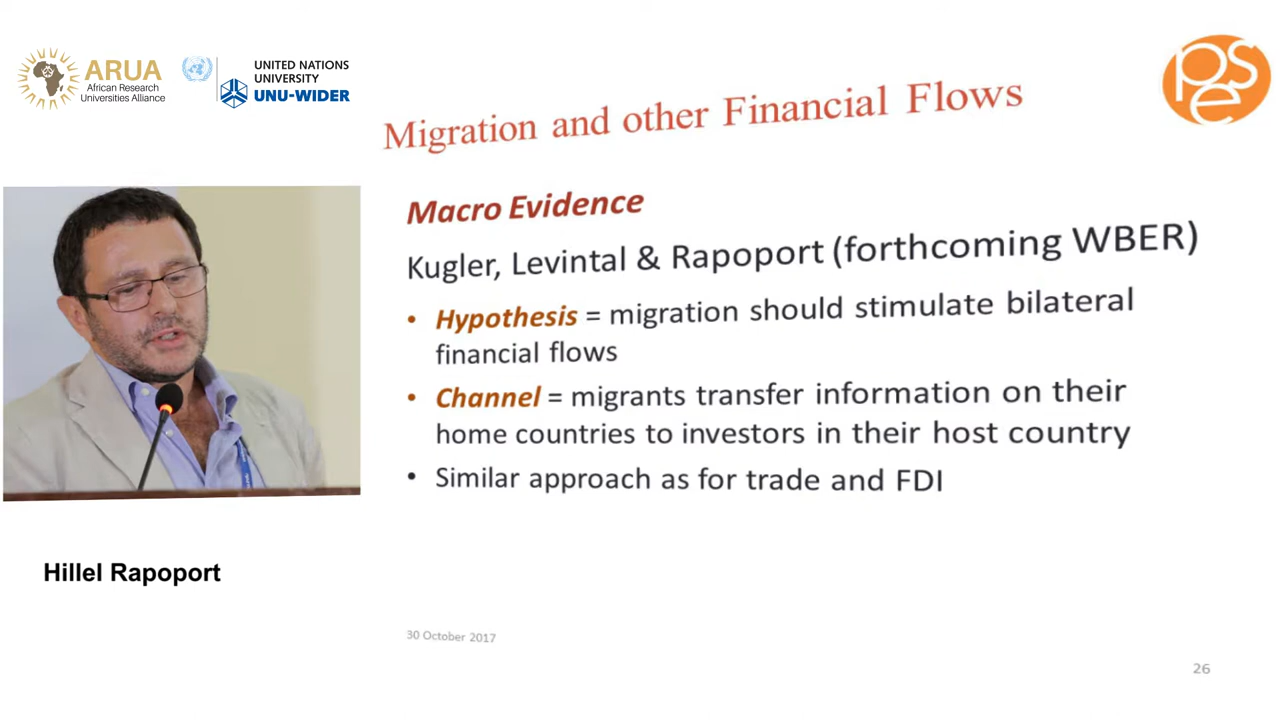 ARUA
African Research
Universities Alliance
UNITED NATIONS
UNIVERSITY
UNU-WIDER
pse
Migration and other Financial Flows
Macro Evidence
Kugler, Levintal & Rapoport (forthcoming WBER)
• Hypothesis = migration should stimulate bilateral
financial flows
• Channel = migrants transfer information on their
home countries to investors in their host country
• Similar approach as for trade and FDI
Hillel Rapoport
30 October 2017
26